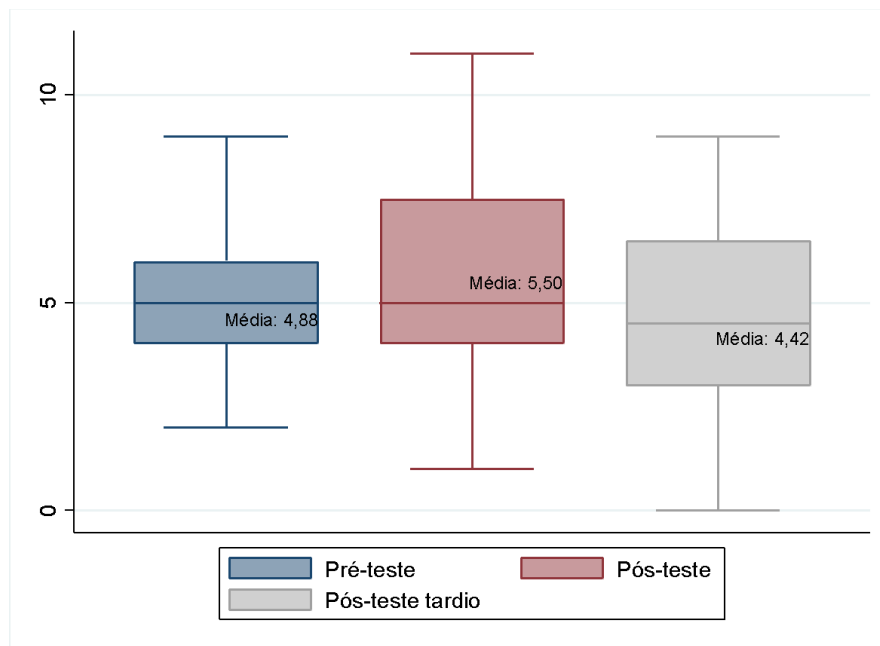 10
5
0
Média: 4,88
Média: 5,50
Média: 4,42
Pré-teste
Pós-teste
Pós-teste tardio